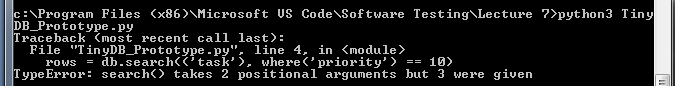 c:\Program Files (x86)\Microsoft VS Code\Software Testing\Lecture 7>python3 Tiny
DB_Prototype.py
Traceback (most recent call last):
  File "TinyDB_Prototype.py", line 4, in <module>
    rows = db.search(('task'), where('priority') == 10)
TypeError: search() takes 2 positional arguments but 3 were given